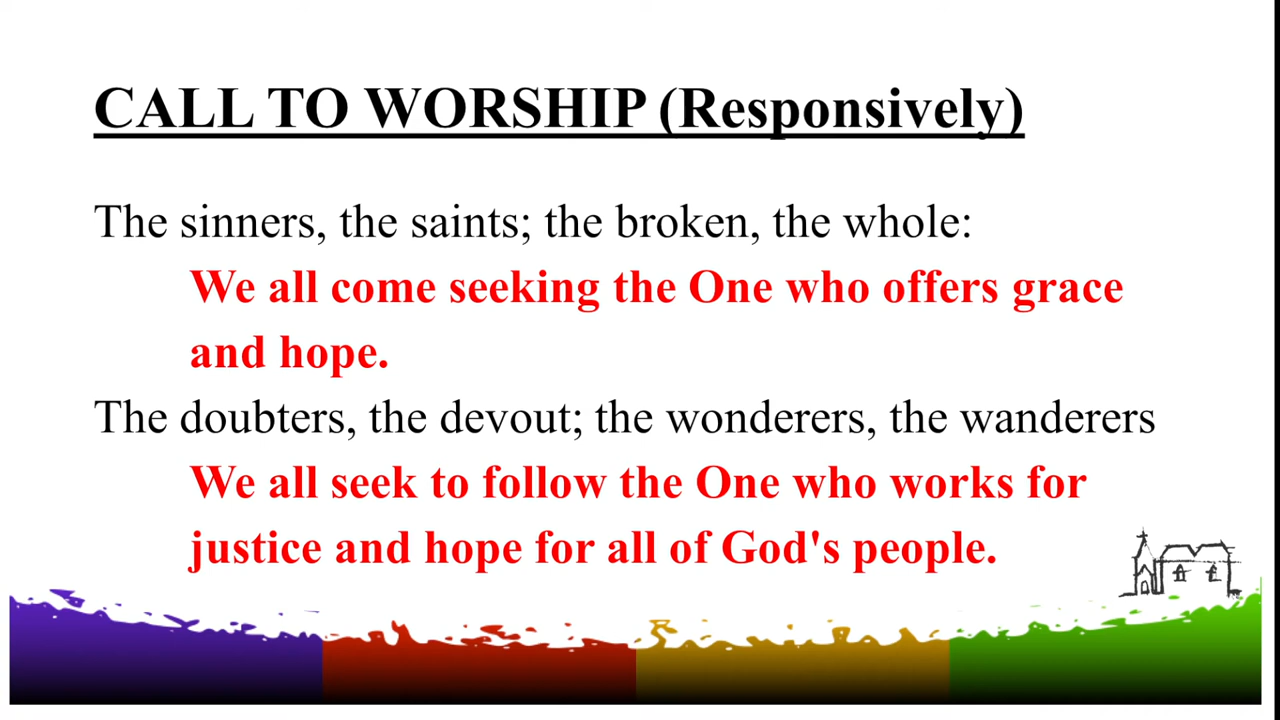 CALL TO WORSHIP (Responsively)
The sinners, the saints; the broken, the whole:
We all come seeking the One who offers grace
and hope.
The doubters, the devout; the wonderers, the wanderers
We all seek to follow the One who works for
justice and hope for all of God's people.